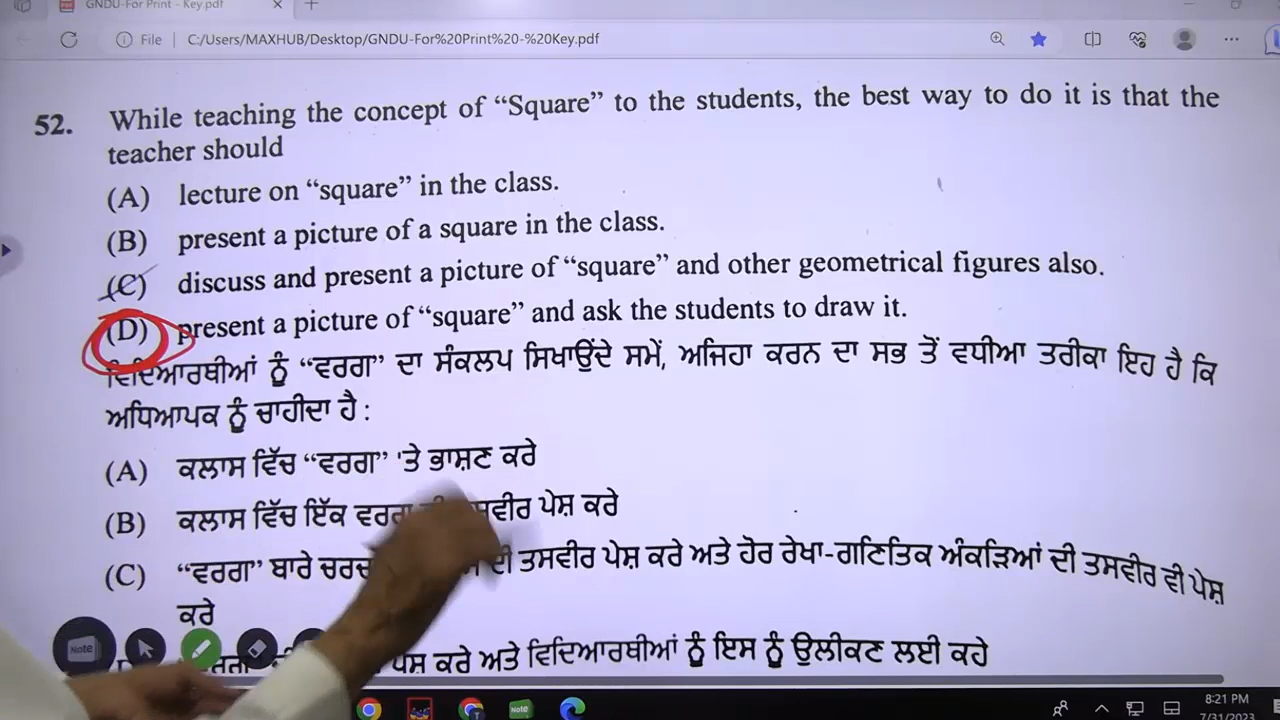 GNDU-For Print - Key.pdf
File
C:/Users/MAXHUB/Desktop/GNDU-For%20Print%20-%20Key.pdf
52. While teaching the concept of “Square” to the students, the best way to do it is that the
teacher should
(A) lecture on “square” in the class.
(B) present a picture of a square in the class.
(C) discuss and present a picture of “square” and other geometrical figures also.
(D) present a picture of “square” and ask the students to draw it.
ਵਿਦਿਆਰਥੀਆਂ ਨੂੰ “ਵਰਗ” ਦਾ ਸੰਕਲਪ ਸਿਖਾਉਂਦੇ ਸਮੇਂ, ਅਜਿਹਾ ਕਰਨ ਦਾ ਸਭ ਤੋਂ ਵਧੀਆ ਤਰੀਕਾ ਇਹ ਹੈ ਕਿ
ਅਧਿਆਪਕ ਨੂੰ ਚਾਹੀਦਾ ਹੈ :
(A) ਕਲਾਸ ਵਿੱਚ “ਵਰਗ” 'ਤੇ ਭਾਸ਼ਣ ਕਰੇ
(B) ਕਲਾਸ ਵਿੱਚ ਇੱਕ ਵਰਗ ਪੇਸ਼ ਕਰੇ
(C) “ਵਰਗ” ਬਾਰੇ ਦੀ ਤਸਵੀਰ ਪੇਸ਼ ਕਰੇ ਅਤੇ ਹੋਰ ਰੇਖਾ-ਗਣਿਤਿਕ ਅੰਕੜਿਆਂ ਦੀ ਤਸਵੀਰ ਵੀ ਪੇਸ਼
ਕਰੇ
ਪੇਸ਼ ਕਰੇ ਅਤੇ ਵਿਦਿਆਰਥੀਆਂ ਨੂੰ ਇਸ ਨੂੰ ਉਲੀਕਣ ਲਈ ਕਹੇ
Note
Note
8:21 PM
7/31/2023